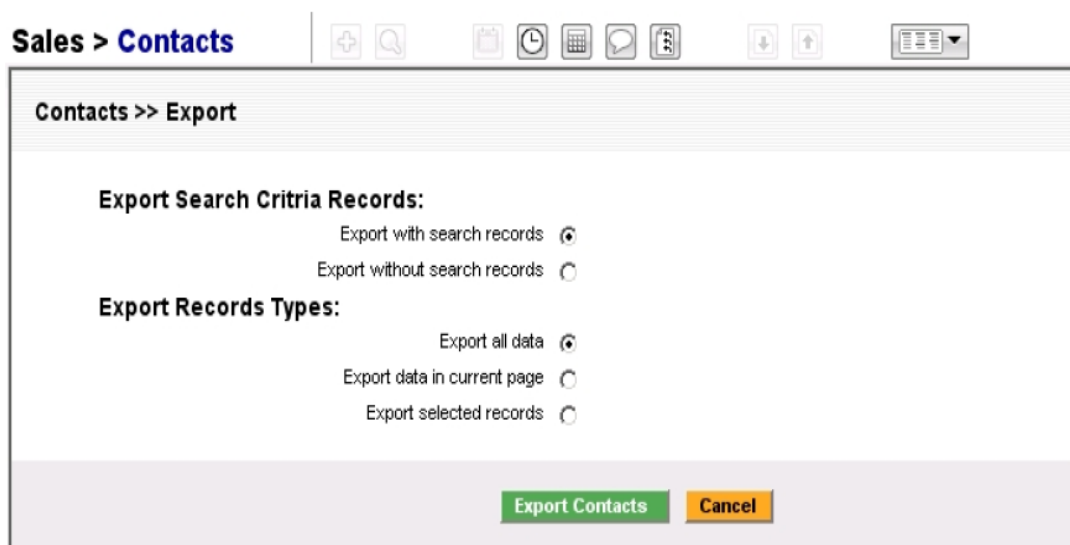 Sales > Contacts
Contacts >> Export
Export Search Critria Records:
Export with search records
Export without search records
Export Records Types:
Export all data
Export data in current page
Export selected records
Export Contacts Cancel